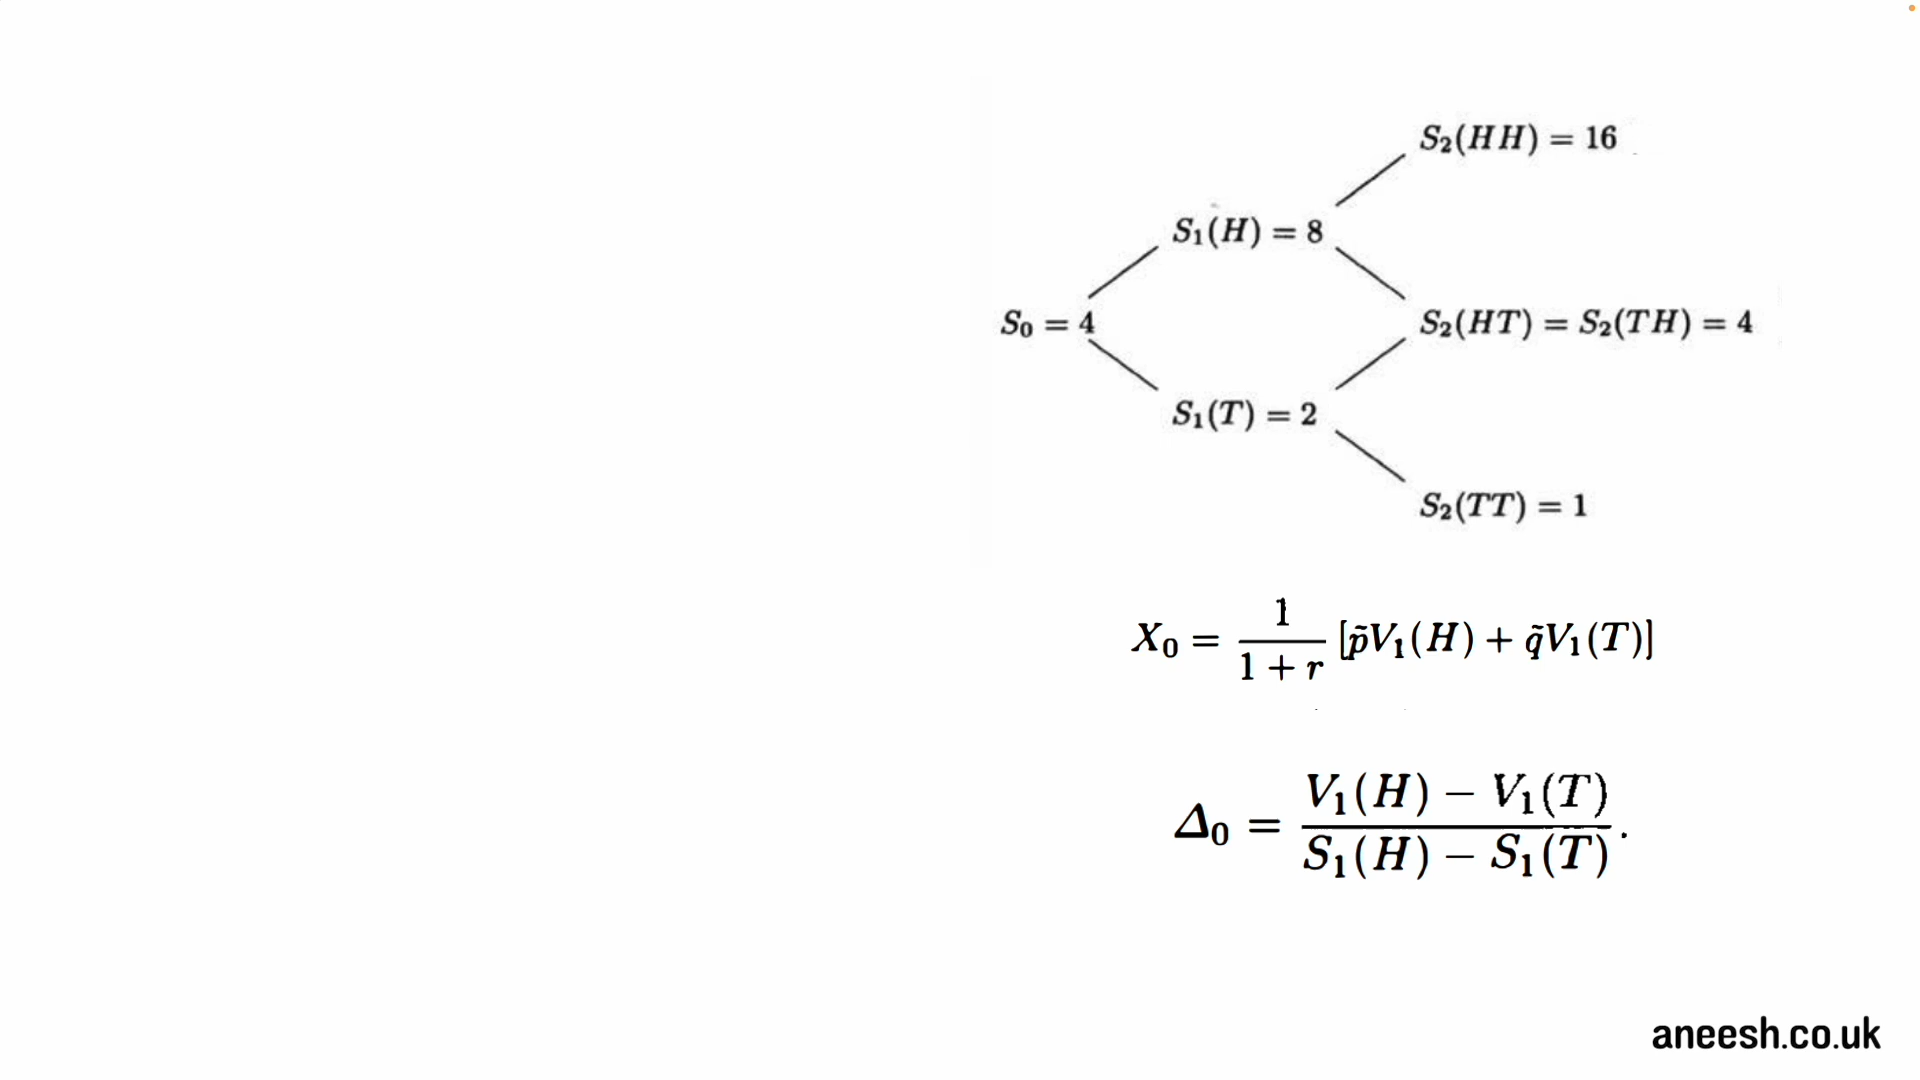 S₂(HH) = 16
S₁(H) = 8
S₀ = 4
S₂(HT) = S₂(TH) = 4
S₁(T) = 2
S₂(TT) = 1
X₀ = 1/(1 + r) [p̃V₁(H) + q̃V₁(T)]
Δ₀ = (V₁(H) − V₁(T))/(S₁(H) − S₁(T)).
aneesh.co.uk